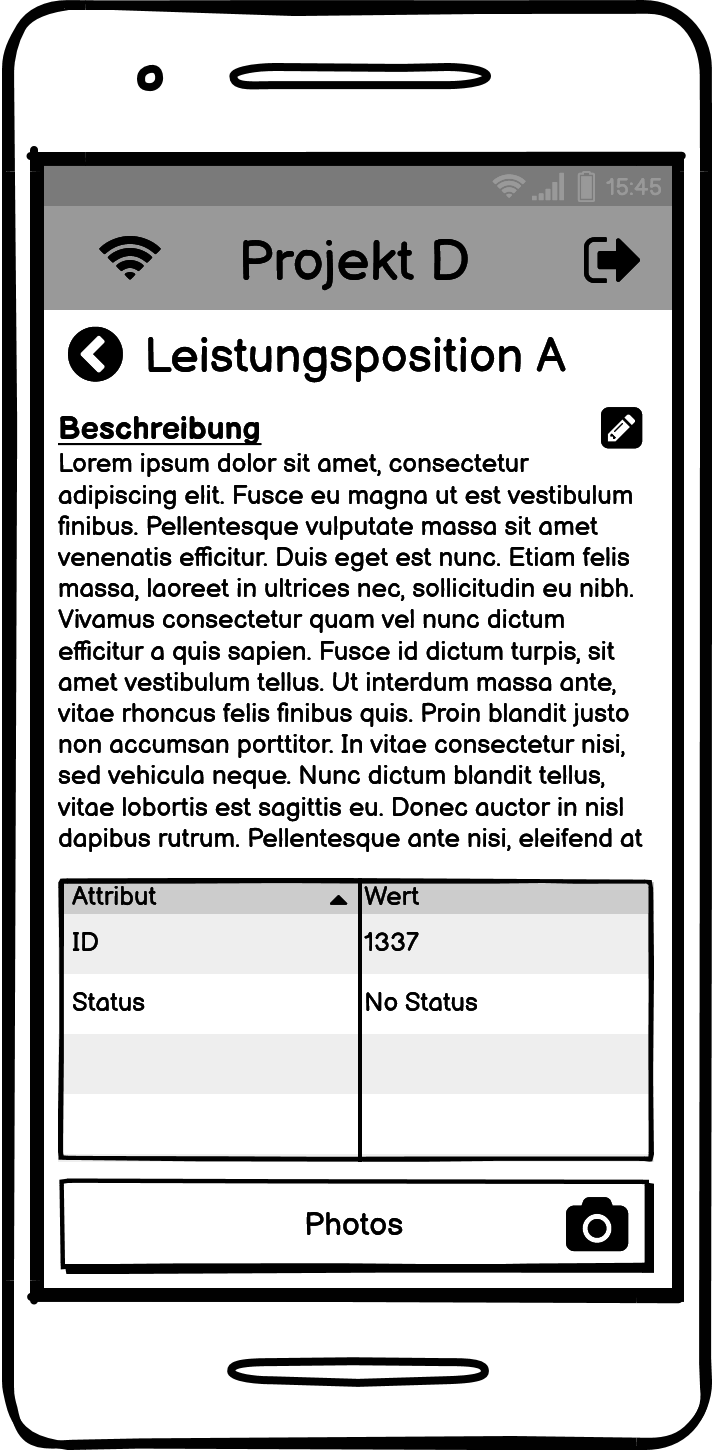 15:45
Projekt D
Leistungsposition A
Beschreibung
Lorem ipsum dolor sit amet, consectetur
adipiscing elit. Fusce eu magna ut est vestibulum
finibus. Pellentesque vulputate massa sit amet
venenatis efficitur. Duis eget est nunc. Etiam felis
massa, laoreet in ultrices nec, sollicitudin eu nibh.
Vivamus consectetur quam vel nunc dictum
efficitur a quis sapien. Fusce id dictum turpis, sit
amet vestibulum tellus. Ut interdum massa ante,
vitae rhoncus felis finibus quis. Proin blandit justo
non accumsan porttitor. In vitae consectetur nisi,
sed vehicula neque. Nunc dictum blandit tellus,
vitae lobortis est sagittis eu. Donec auctor in nisl
dapibus rutrum. Pellentesque ante nisi, eleifend at
Attribut Wert
ID 1337
Status No Status
Photos